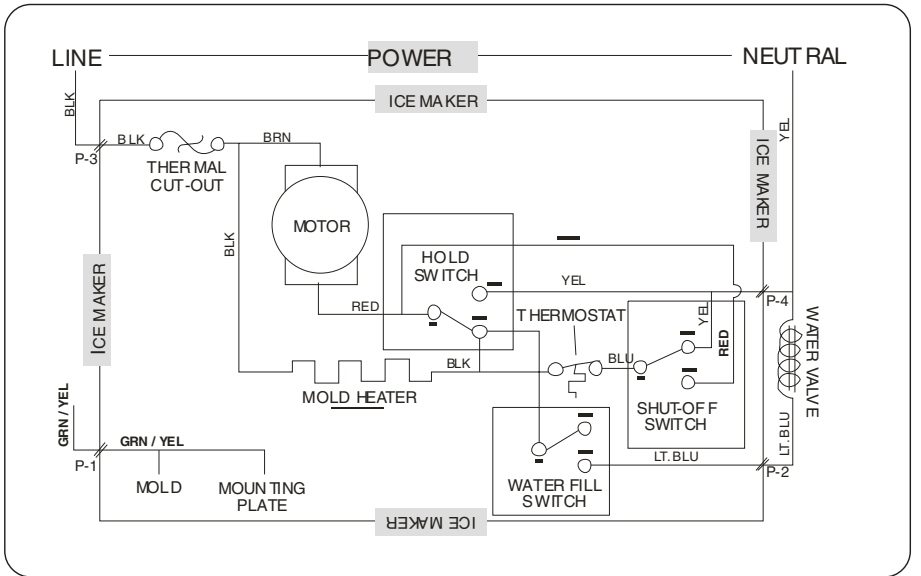 LINE
POWER
NEUTRAL
BLK
ICE MAKER
YEL
BLK
BRN
P-3
THERMAL
CUT-OUT
ICE MAKER
MOTOR
BLK
HOLD
SWITCH
ICE MAKER
YEL
P-4
RED
THERMOSTAT
YEL
RED
WATER VALVE
BLK
BLU
MOLD HEATER
SHUT-OFF
SWITCH
GRN / YEL
GRN / YEL
LT.BLU
LT.BLU
P-1
P-2
MOLD
MOUNTING
PLATE
WATER FILL
SWITCH
ICE MAKER